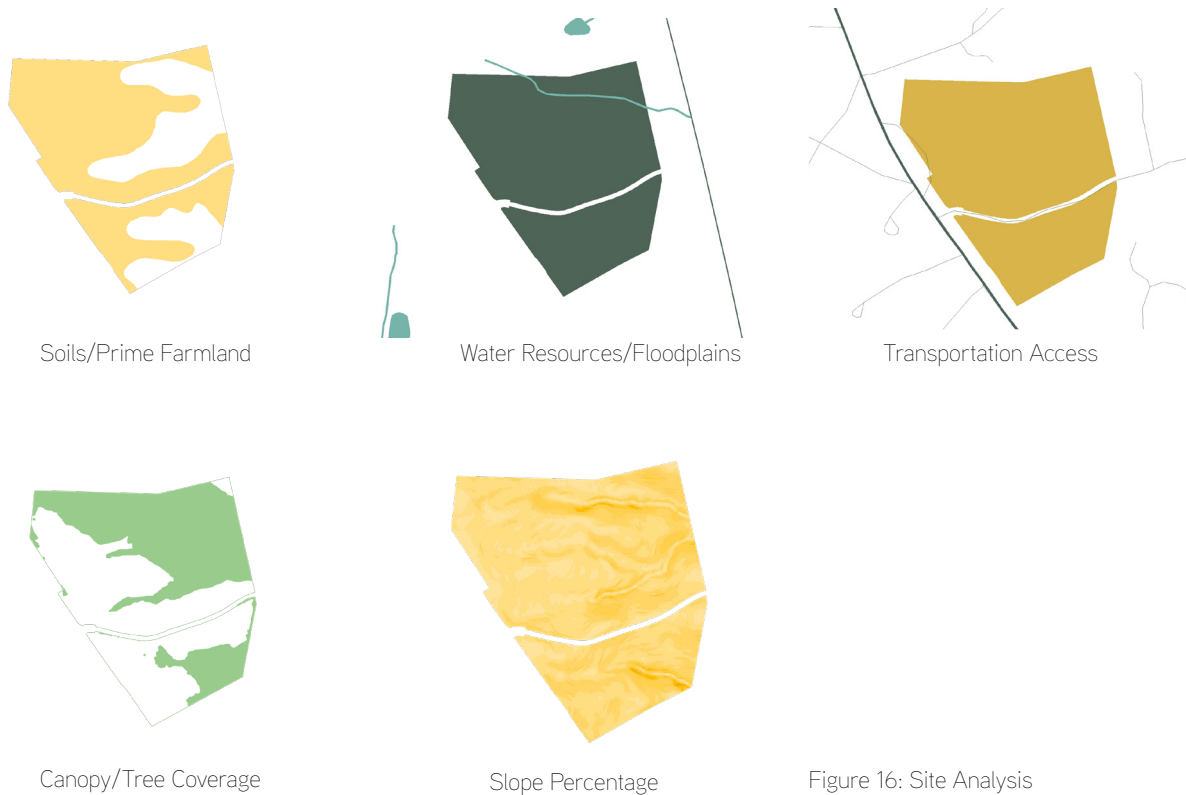 Soils/Prime Farmland
Water Resources/Floodplains
Transportation Access
Canopy/Tree Coverage
Slope Percentage
Figure 16: Site Analysis